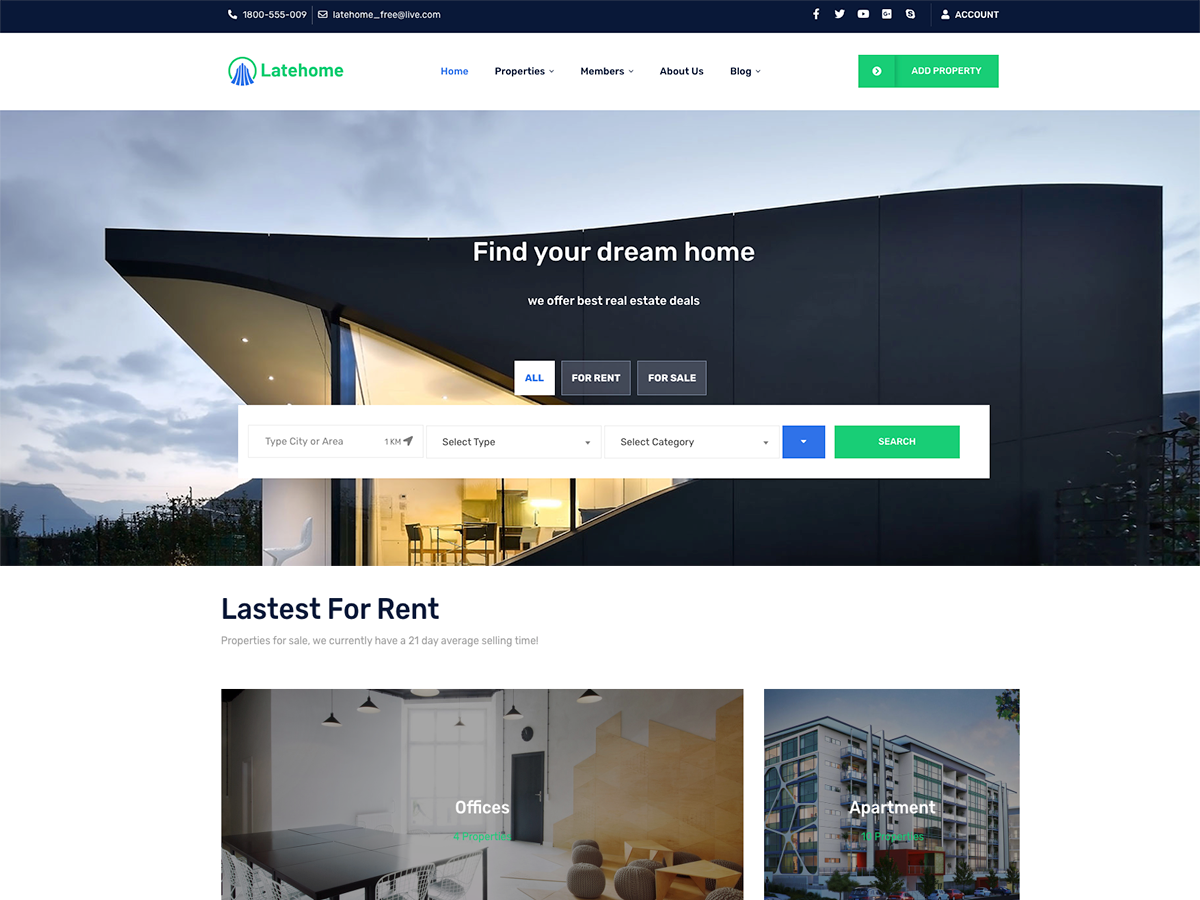 1800-555-009
latehome_free@live.com
ACCOUNT
Latehome
Home
Properties
Members
About Us
Blog
ADD PROPERTY
Find your dream home
we offer best real estate deals
ALL
FOR RENT
FOR SALE
Type City or Area
1 KM
Select Type
Select Category
SEARCH
Lastest For Rent
Properties for sale, we currently have a 21 day average selling time!
Offices
4 Properties
Apartment
10 Properties